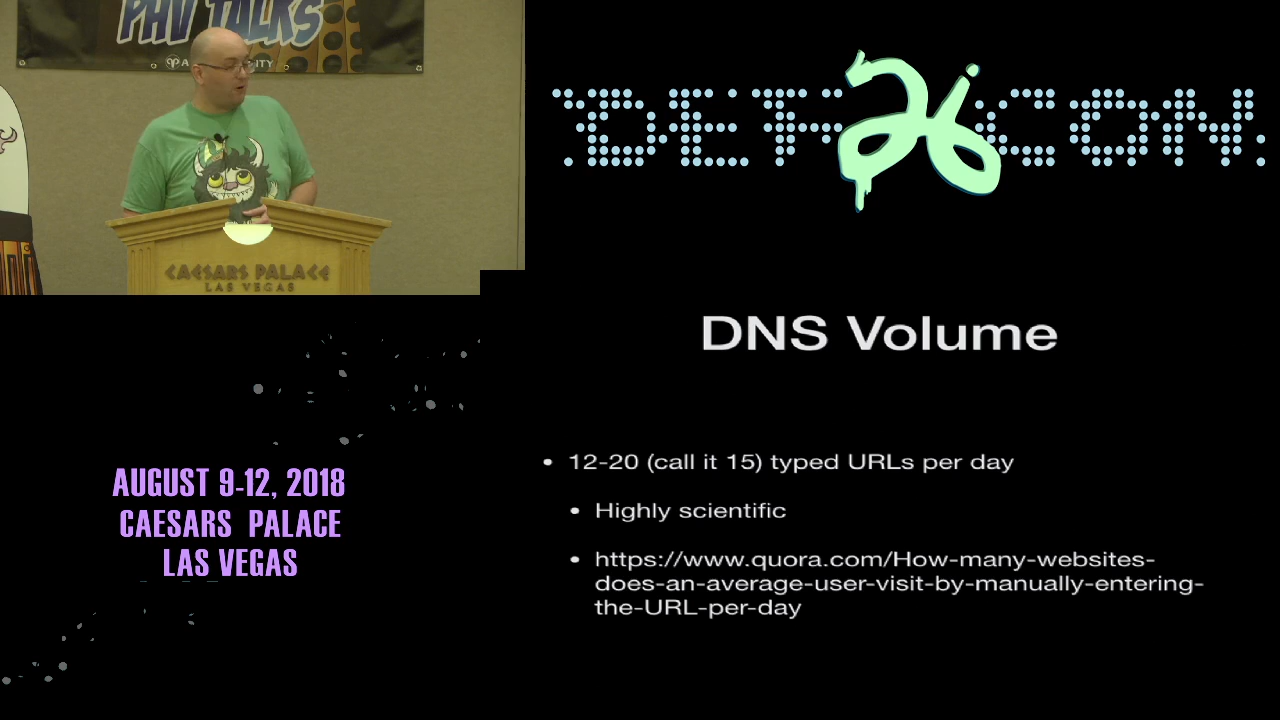 PHV TALKS
DEF CON
26
CAESARS PALACE
LAS VEGAS
DNS Volume
• 12-20 (call it 15) typed URLs per day
• Highly scientific
• https://www.quora.com/How-many-websites-
does-an-average-user-visit-by-manually-entering-
the-URL-per-day
AUGUST 9-12, 2018
CAESARS PALACE
LAS VEGAS